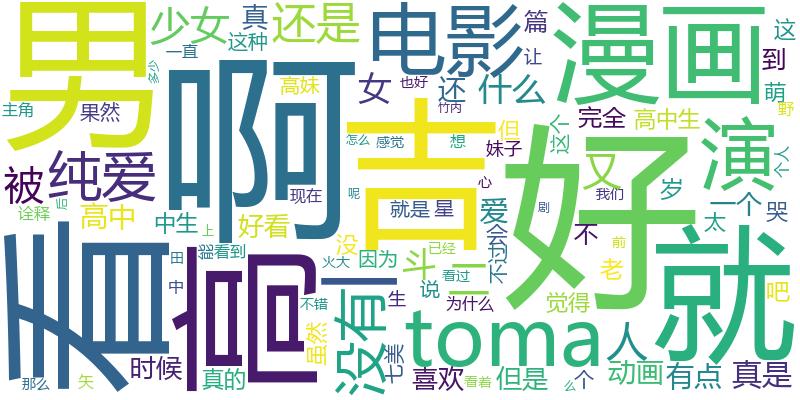 男
少女
真
这种
一直
还是
多少
电影
篇
让
漫画
这
到
主角
果然
啊
高妹
女
还
什么
也好
竹内
萌
野
被
纯爱
吉
怎么
感觉
但
想
妹子
好
完全
高中生
这个
又
演
个人
诠释
后
高中
中生
上
好看
现在
呢
就是
星
心
爱
剧
我们
不
岁
前
一个
太
哭
看
田
中
看到
高
没
因为
火大
斗
二
已经
看过
不过
会
老
觉得
就
吧
一
不错
虽然
没有
生
说
为什么
toma
人
那么
矢
时候
真的
七美
喜欢
看着
但是
么
个
动画
有点
真是